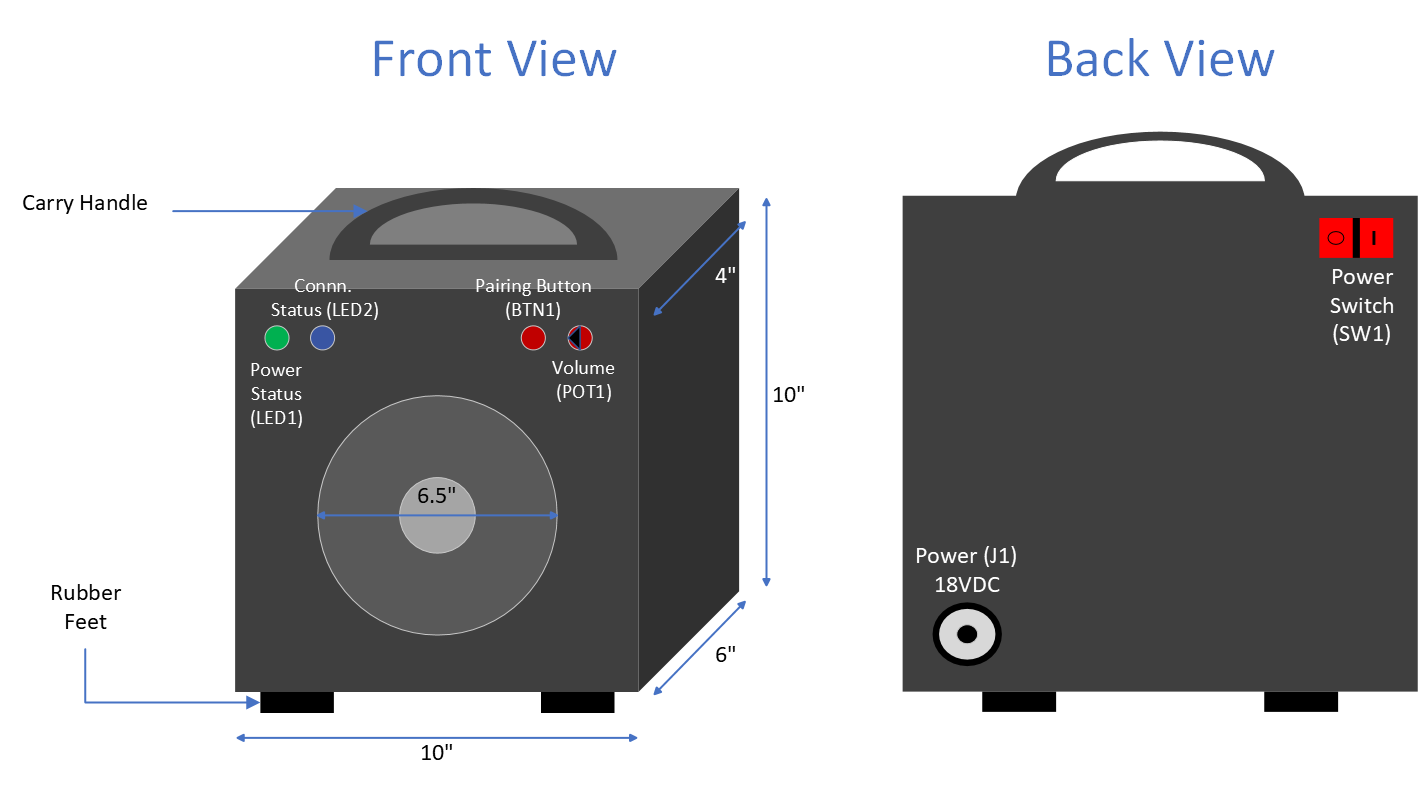 Front View
Back View
Carry Handle
4"
Connn.
Status (LED2)
Pairing Button
(BTN1)
Power
Status
(LED1)
Volume
(POT1)
10"
6.5"
Rubber
Feet
6"
10"
O I
Power
Switch
(SW1)
Power (J1)
18VDC